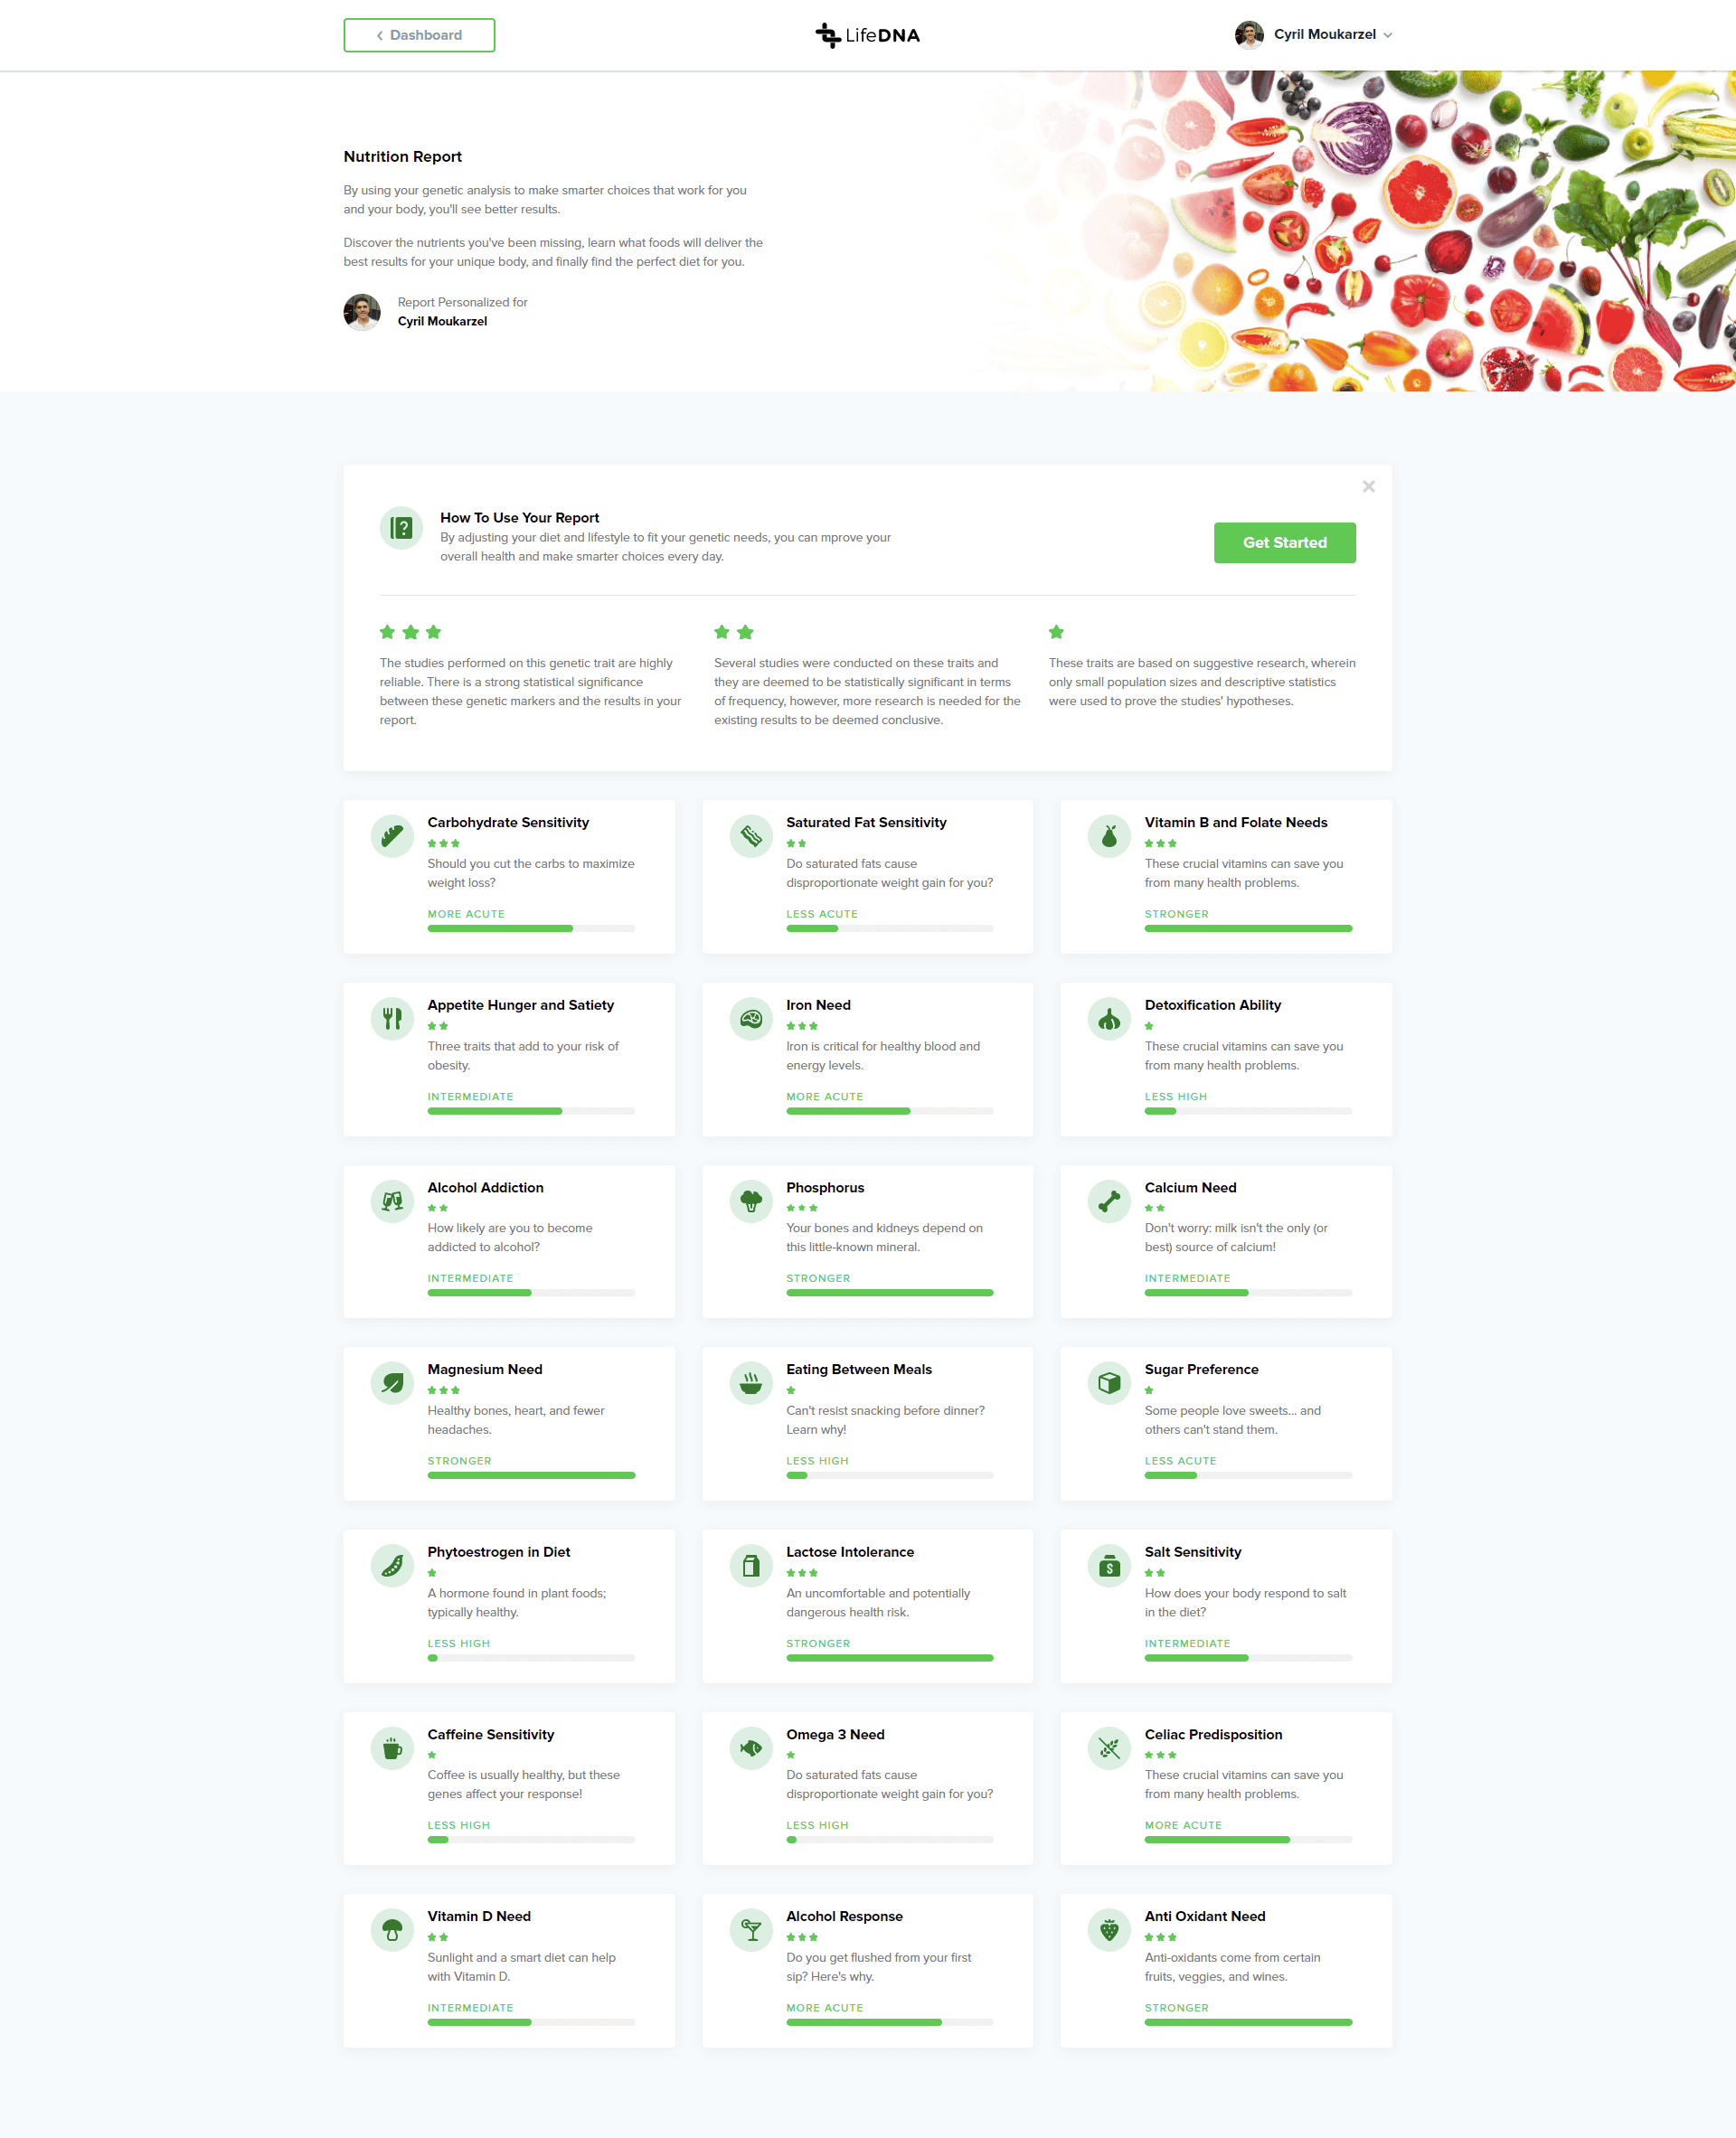 Dashboard
LifeDNA
Cyril Moukarzel
Nutrition Report
By using your genetic analysis to make smarter choices that work for you
and your body, you'll see better results.
Discover the nutrients you've been missing, learn what foods will deliver the
best results for your unique body, and finally find the perfect diet for you.
Report Personalized for
Cyril Moukarzel
How To Use Your Report
By adjusting your diet and lifestyle to fit your genetic needs, you can mprove your
overall health and make smarter choices every day.
Get Started
The studies performed on this genetic trait are highly
reliable. There is a strong statistical significance
between these genetic markers and the results in your
report.
Several studies were conducted on these traits and
they are deemed to be statistically significant in terms
of frequency, however, more research is needed for the
existing results to be deemed conclusive.
These traits are based on suggestive research, wherein
only small population sizes and descriptive statistics
were used to prove the studies' hypotheses.
Carbohydrate Sensitivity
Should you cut the carbs to maximize
weight loss?
MORE ACUTE
Saturated Fat Sensitivity
Do saturated fats cause
disproportionate weight gain for you?
LESS ACUTE
Vitamin B and Folate Needs
These crucial vitamins can save you
from many health problems.
STRONGER
Appetite Hunger and Satiety
Three traits that add to your risk of
obesity.
INTERMEDIATE
Iron Need
Iron is critical for healthy blood and
energy levels.
MORE ACUTE
Detoxification Ability
These crucial vitamins can save you
from many health problems.
LESS HIGH
Alcohol Addiction
How likely are you to become
addicted to alcohol?
INTERMEDIATE
Phosphorus
Your bones and kidneys depend on
this little-known mineral.
STRONGER
Calcium Need
Don't worry: milk isn't the only (or
best) source of calcium!
INTERMEDIATE
Magnesium Need
Healthy bones, heart, and fewer
headaches.
STRONGER
Eating Between Meals
Can't resist snacking before dinner?
Learn why!
LESS HIGH
Sugar Preference
Some people love sweets... and
others can't stand them.
LESS ACUTE
Phytoestrogen in Diet
A hormone found in plant foods;
typically healthy.
LESS HIGH
Lactose Intolerance
An uncomfortable and potentially
dangerous health risk.
STRONGER
Salt Sensitivity
How does your body respond to salt
in the diet?
INTERMEDIATE
Caffeine Sensitivity
Coffee is usually healthy, but these
genes affect your response!
LESS HIGH
Omega 3 Need
Do saturated fats cause
disproportionate weight gain for you?
LESS HIGH
Celiac Predisposition
These crucial vitamins can save you
from many health problems.
MORE ACUTE
Vitamin D Need
Sunlight and a smart diet can help
with Vitamin D.
INTERMEDIATE
Alcohol Response
Do you get flushed from your first
sip? Here's why.
MORE ACUTE
Anti Oxidant Need
Anti-oxidants come from certain
fruits, veggies, and wines.
STRONGER